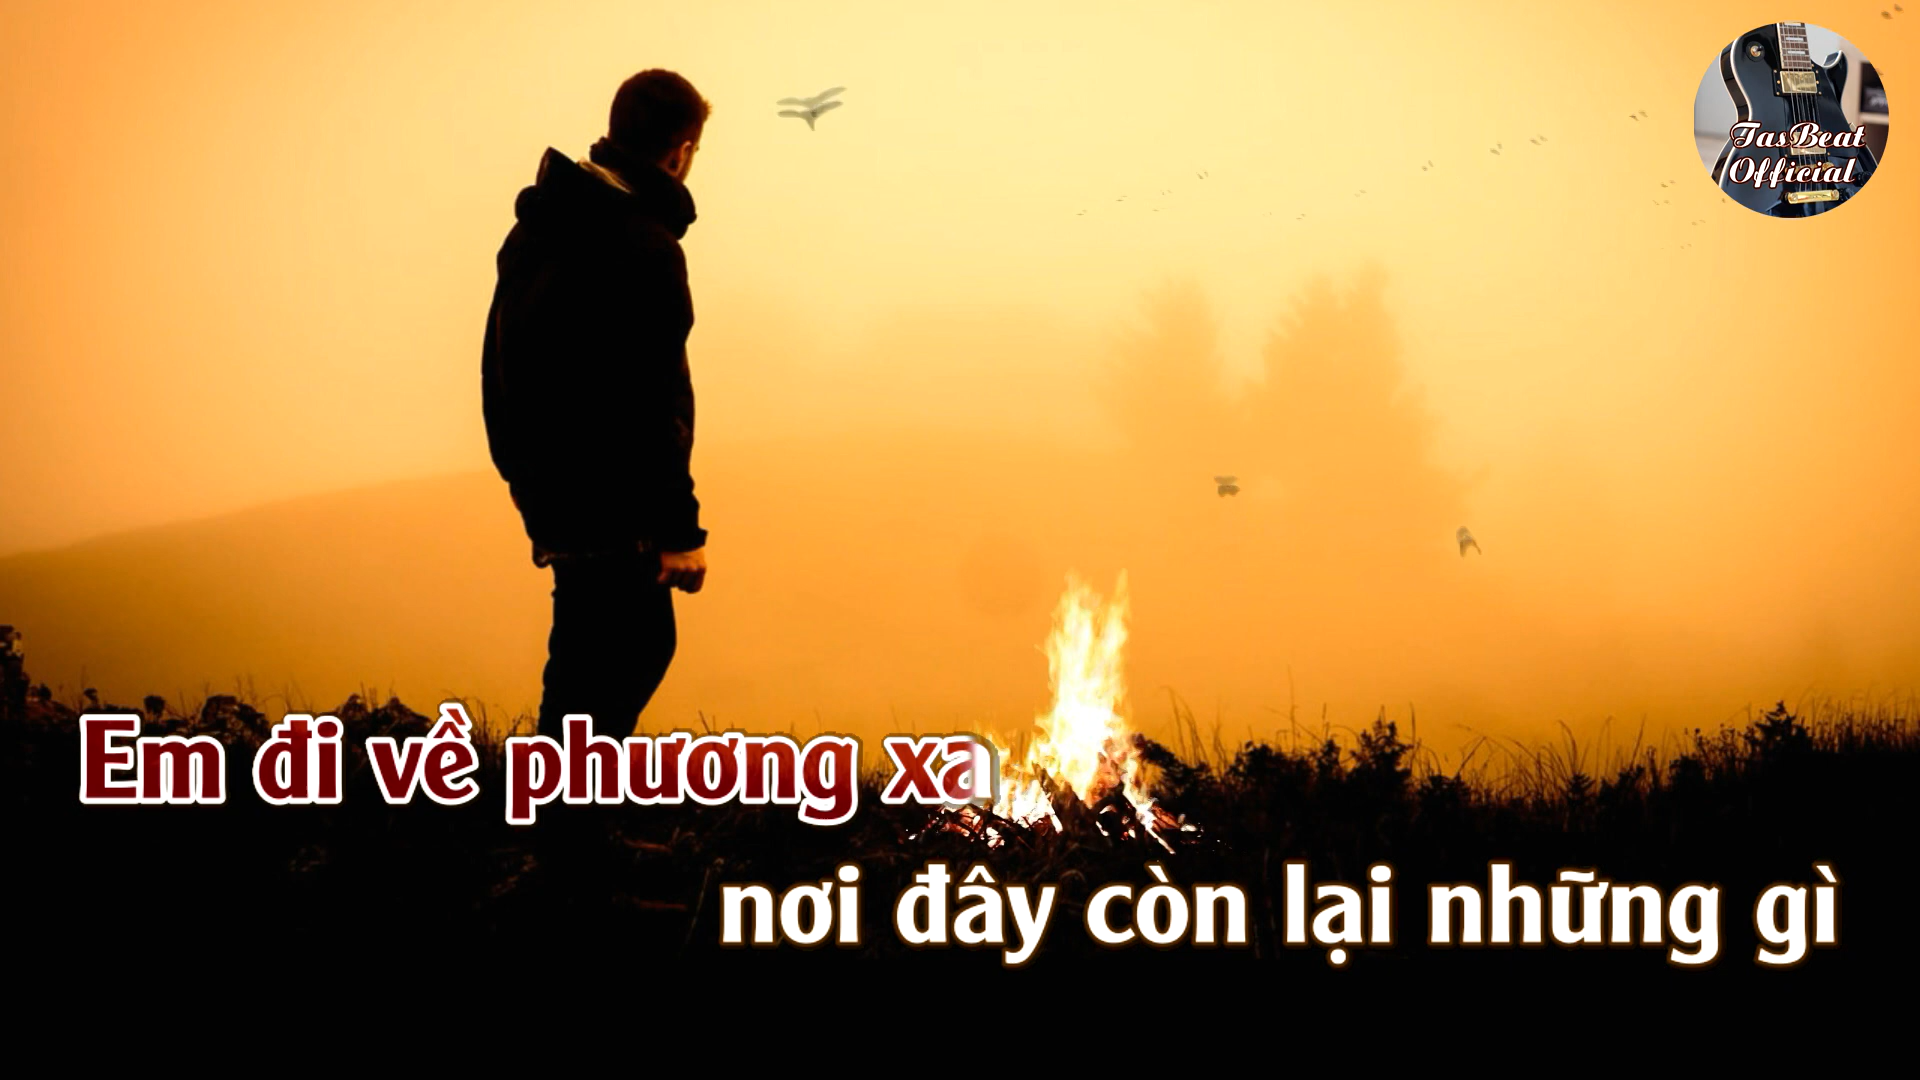 TasBeat
Official
Em đi về phương xa
nơi đây còn lại những gì